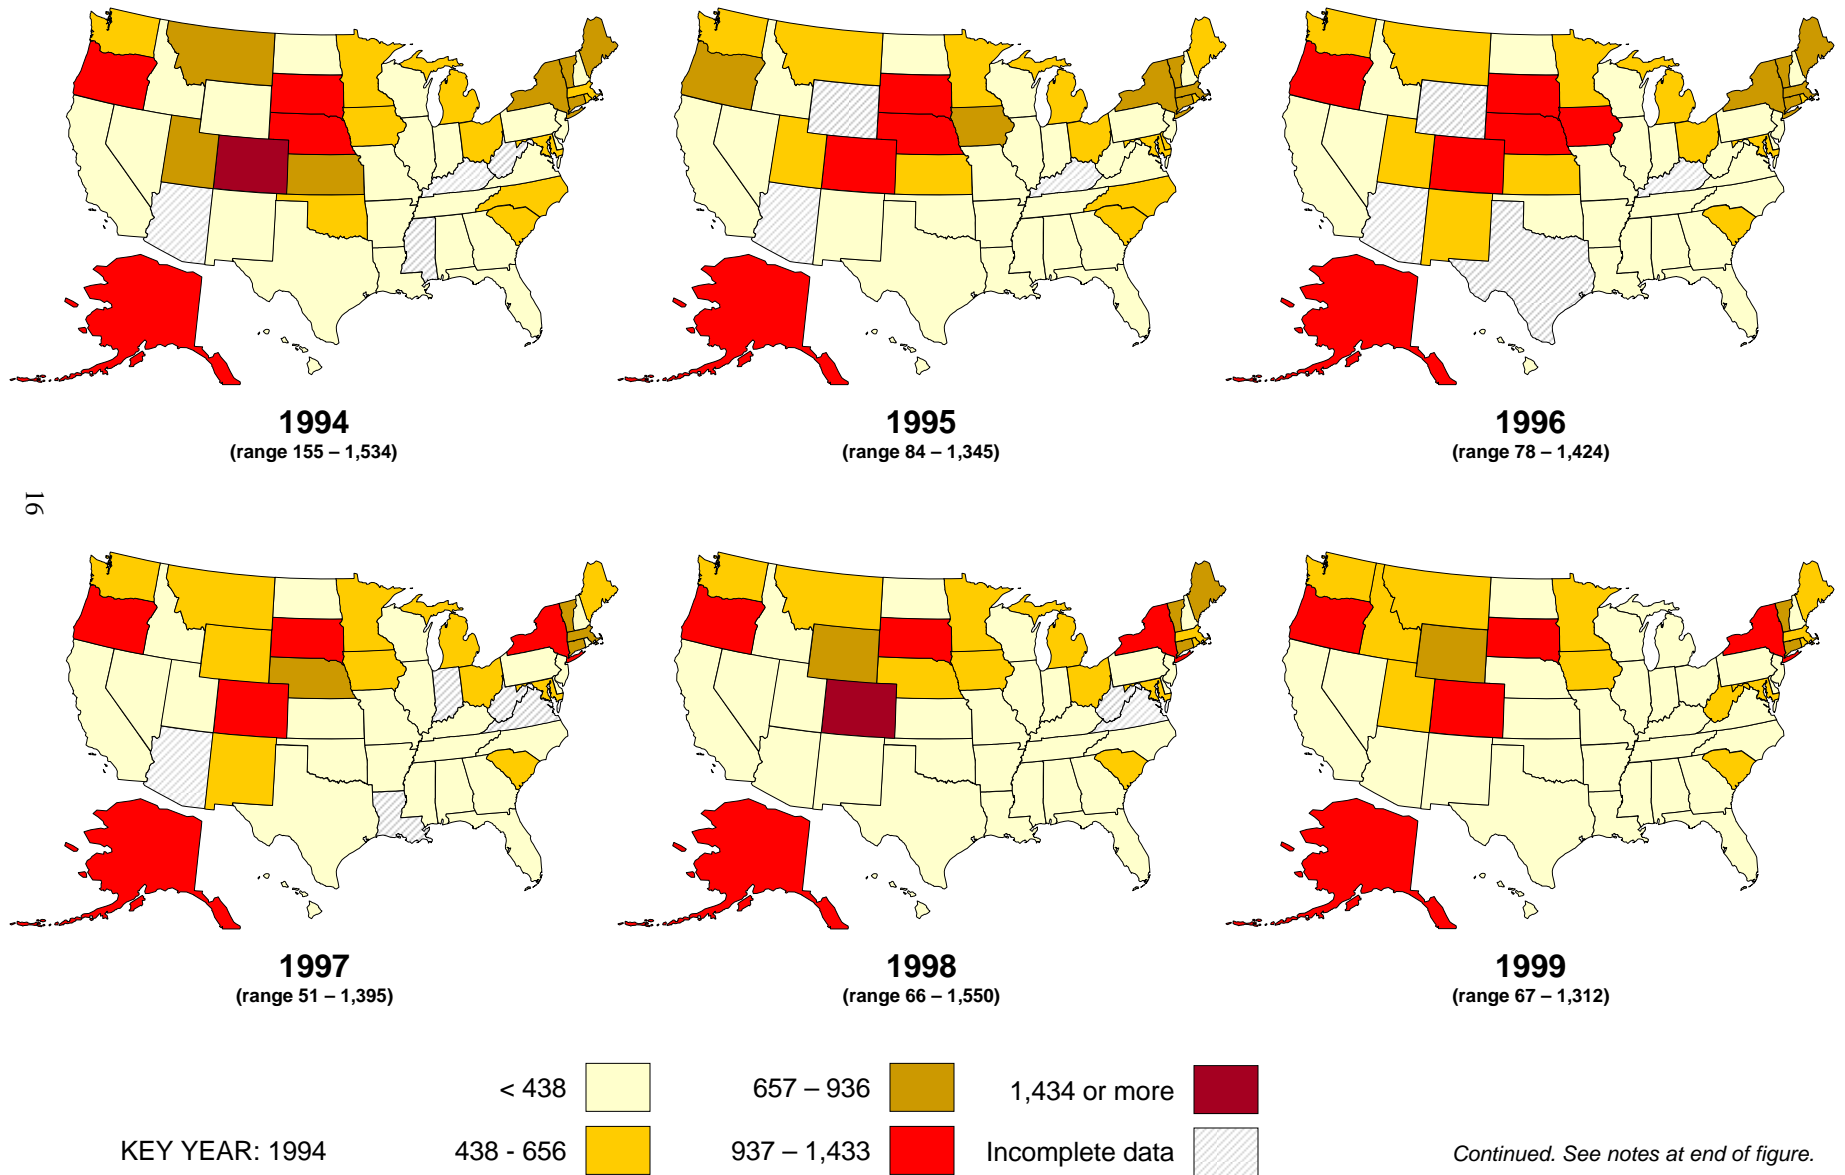 1994
(range 155 – 1,534)
1995
(range 84 – 1,345)
1996
(range 78 – 1,424)
16
1997
(range 51 – 1,395)
1998
(range 66 – 1,550)
1999
(range 67 – 1,312)
< 438
657 – 936
1,434 or more
KEY YEAR: 1994
438 - 656
937 – 1,433
Incomplete data
Continued. See notes at end of figure.